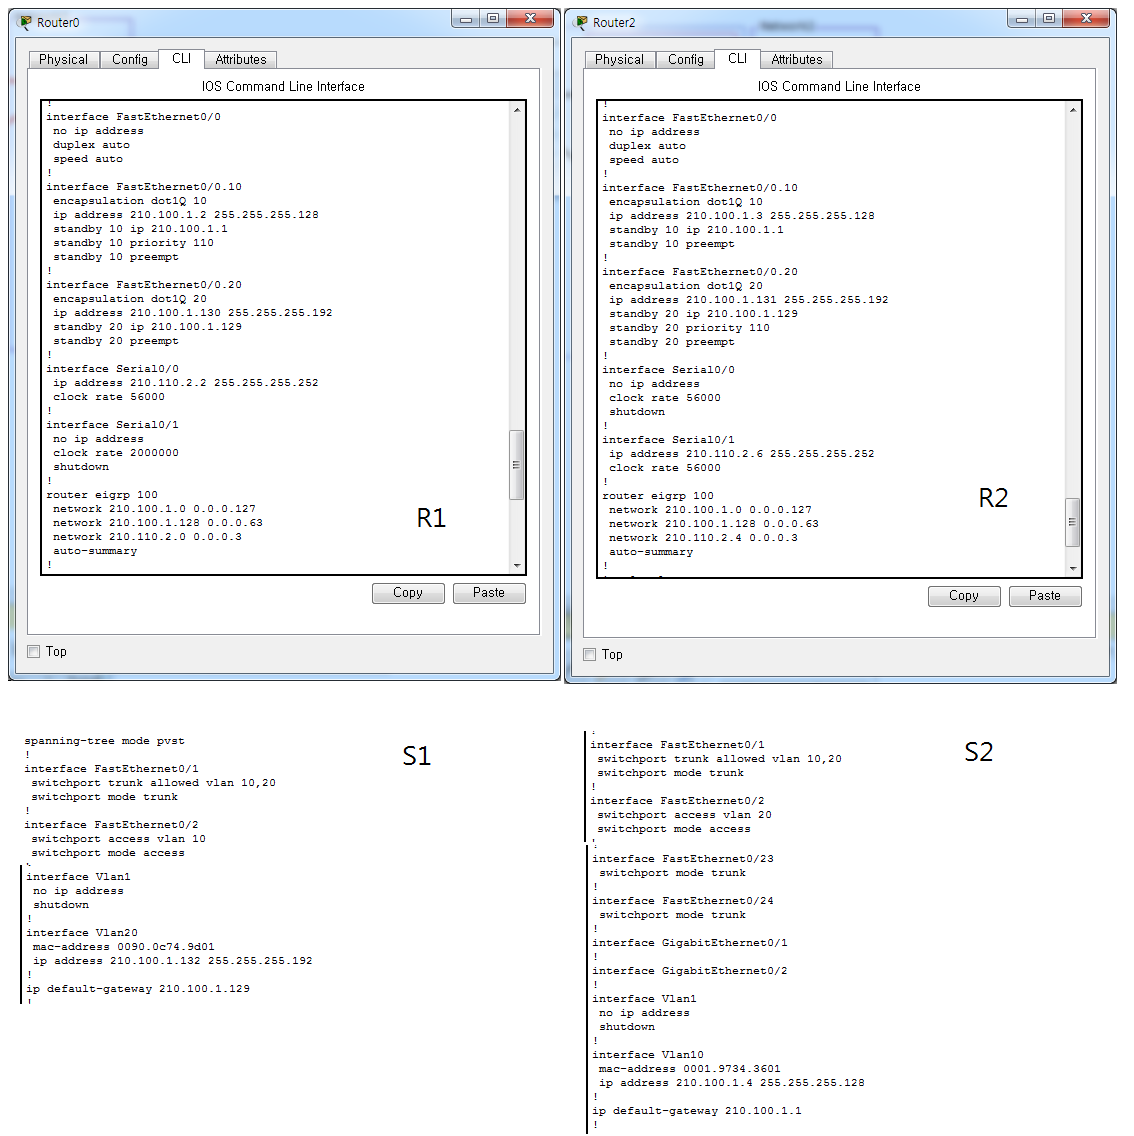 Router0
Physical
Config
CLI
Attributes
IOS Command Line Interface
!
interface FastEthernet0/0
no ip address
duplex auto
speed auto
!
interface FastEthernet0/0.10
encapsulation dot1Q 10
ip address 210.100.1.2 255.255.255.128
standby 10 ip 210.100.1.1
standby 10 priority 110
standby 10 preempt
!
interface FastEthernet0/0.20
encapsulation dot1Q 20
ip address 210.100.1.130 255.255.255.192
standby 20 ip 210.100.1.129
standby 20 preempt
!
interface Serial0/0
ip address 210.110.2.2 255.255.255.252
clock rate 56000
!
interface Serial0/1
no ip address
clock rate 2000000
shutdown
!
router eigrp 100
network 210.100.1.0 0.0.0.127
network 210.100.1.128 0.0.0.63
network 210.110.2.0 0.0.0.3
auto-summary
!
R1
Copy
Paste
Top
Router2
Physical
Config
CLI
Attributes
IOS Command Line Interface
!
interface FastEthernet0/0
no ip address
duplex auto
speed auto
!
interface FastEthernet0/0.10
encapsulation dot1Q 10
ip address 210.100.1.3 255.255.255.128
standby 10 ip 210.100.1.1
standby 10 preempt
!
interface FastEthernet0/0.20
encapsulation dot1Q 20
ip address 210.100.1.131 255.255.255.192
standby 20 ip 210.100.1.129
standby 20 priority 110
standby 20 preempt
!
interface Serial0/0
no ip address
clock rate 56000
shutdown
!
interface Serial0/1
ip address 210.110.2.6 255.255.255.252
clock rate 56000
!
router eigrp 100
network 210.100.1.0 0.0.0.127
network 210.100.1.128 0.0.0.63
network 210.110.2.4 0.0.0.3
auto-summary
!
R2
Copy
Paste
Top
spanning-tree mode pvst
!
interface FastEthernet0/1
switchport trunk allowed vlan 10,20
switchport mode trunk
!
interface FastEthernet0/2
switchport access vlan 10
switchport mode access
interface Vlan1
no ip address
shutdown
!
interface Vlan20
mac-address 0090.0c74.9d01
ip address 210.100.1.132 255.255.255.192
!
ip default-gateway 210.100.1.129
!
S1
!
interface FastEthernet0/1
switchport trunk allowed vlan 10,20
switchport mode trunk
!
interface FastEthernet0/2
switchport access vlan 20
switchport mode access
!
interface FastEthernet0/23
switchport mode trunk
!
interface FastEthernet0/24
switchport mode trunk
!
interface GigabitEthernet0/1
!
interface GigabitEthernet0/2
!
interface Vlan1
no ip address
shutdown
!
interface Vlan10
mac-address 0001.9734.3601
ip address 210.100.1.4 255.255.255.128
!
ip default-gateway 210.100.1.1
!
S2